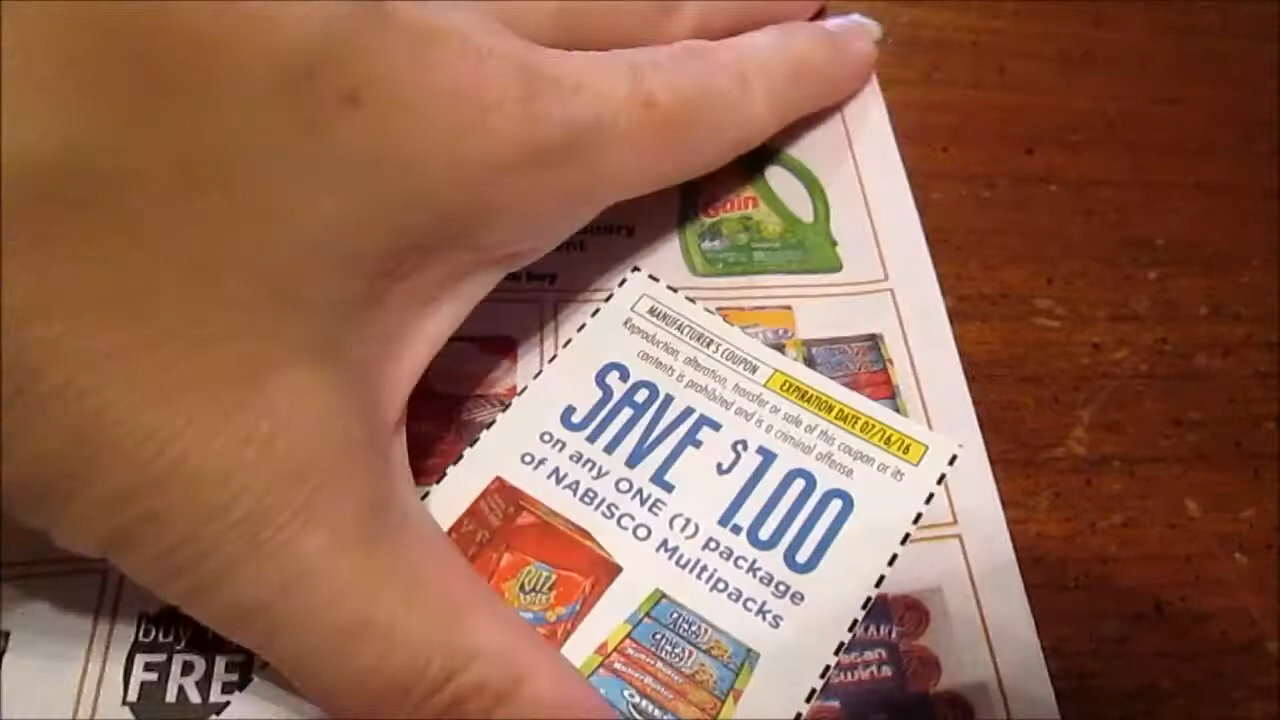 Gain
MANUFACTURER'S COUPON
EXPIRATION DATE 07/16/16
Reproduction, alteration, transfer or sale of this coupon or its
contents is prohibited and is a criminal offense.
SAVE $1.00
on any ONE (1) package
of NABISCO Multipacks
RITZ
CHIPS AHOY!
CHIPS AHOY!
Nutter Butter
Nutter Butter
OREO
buy
FRE